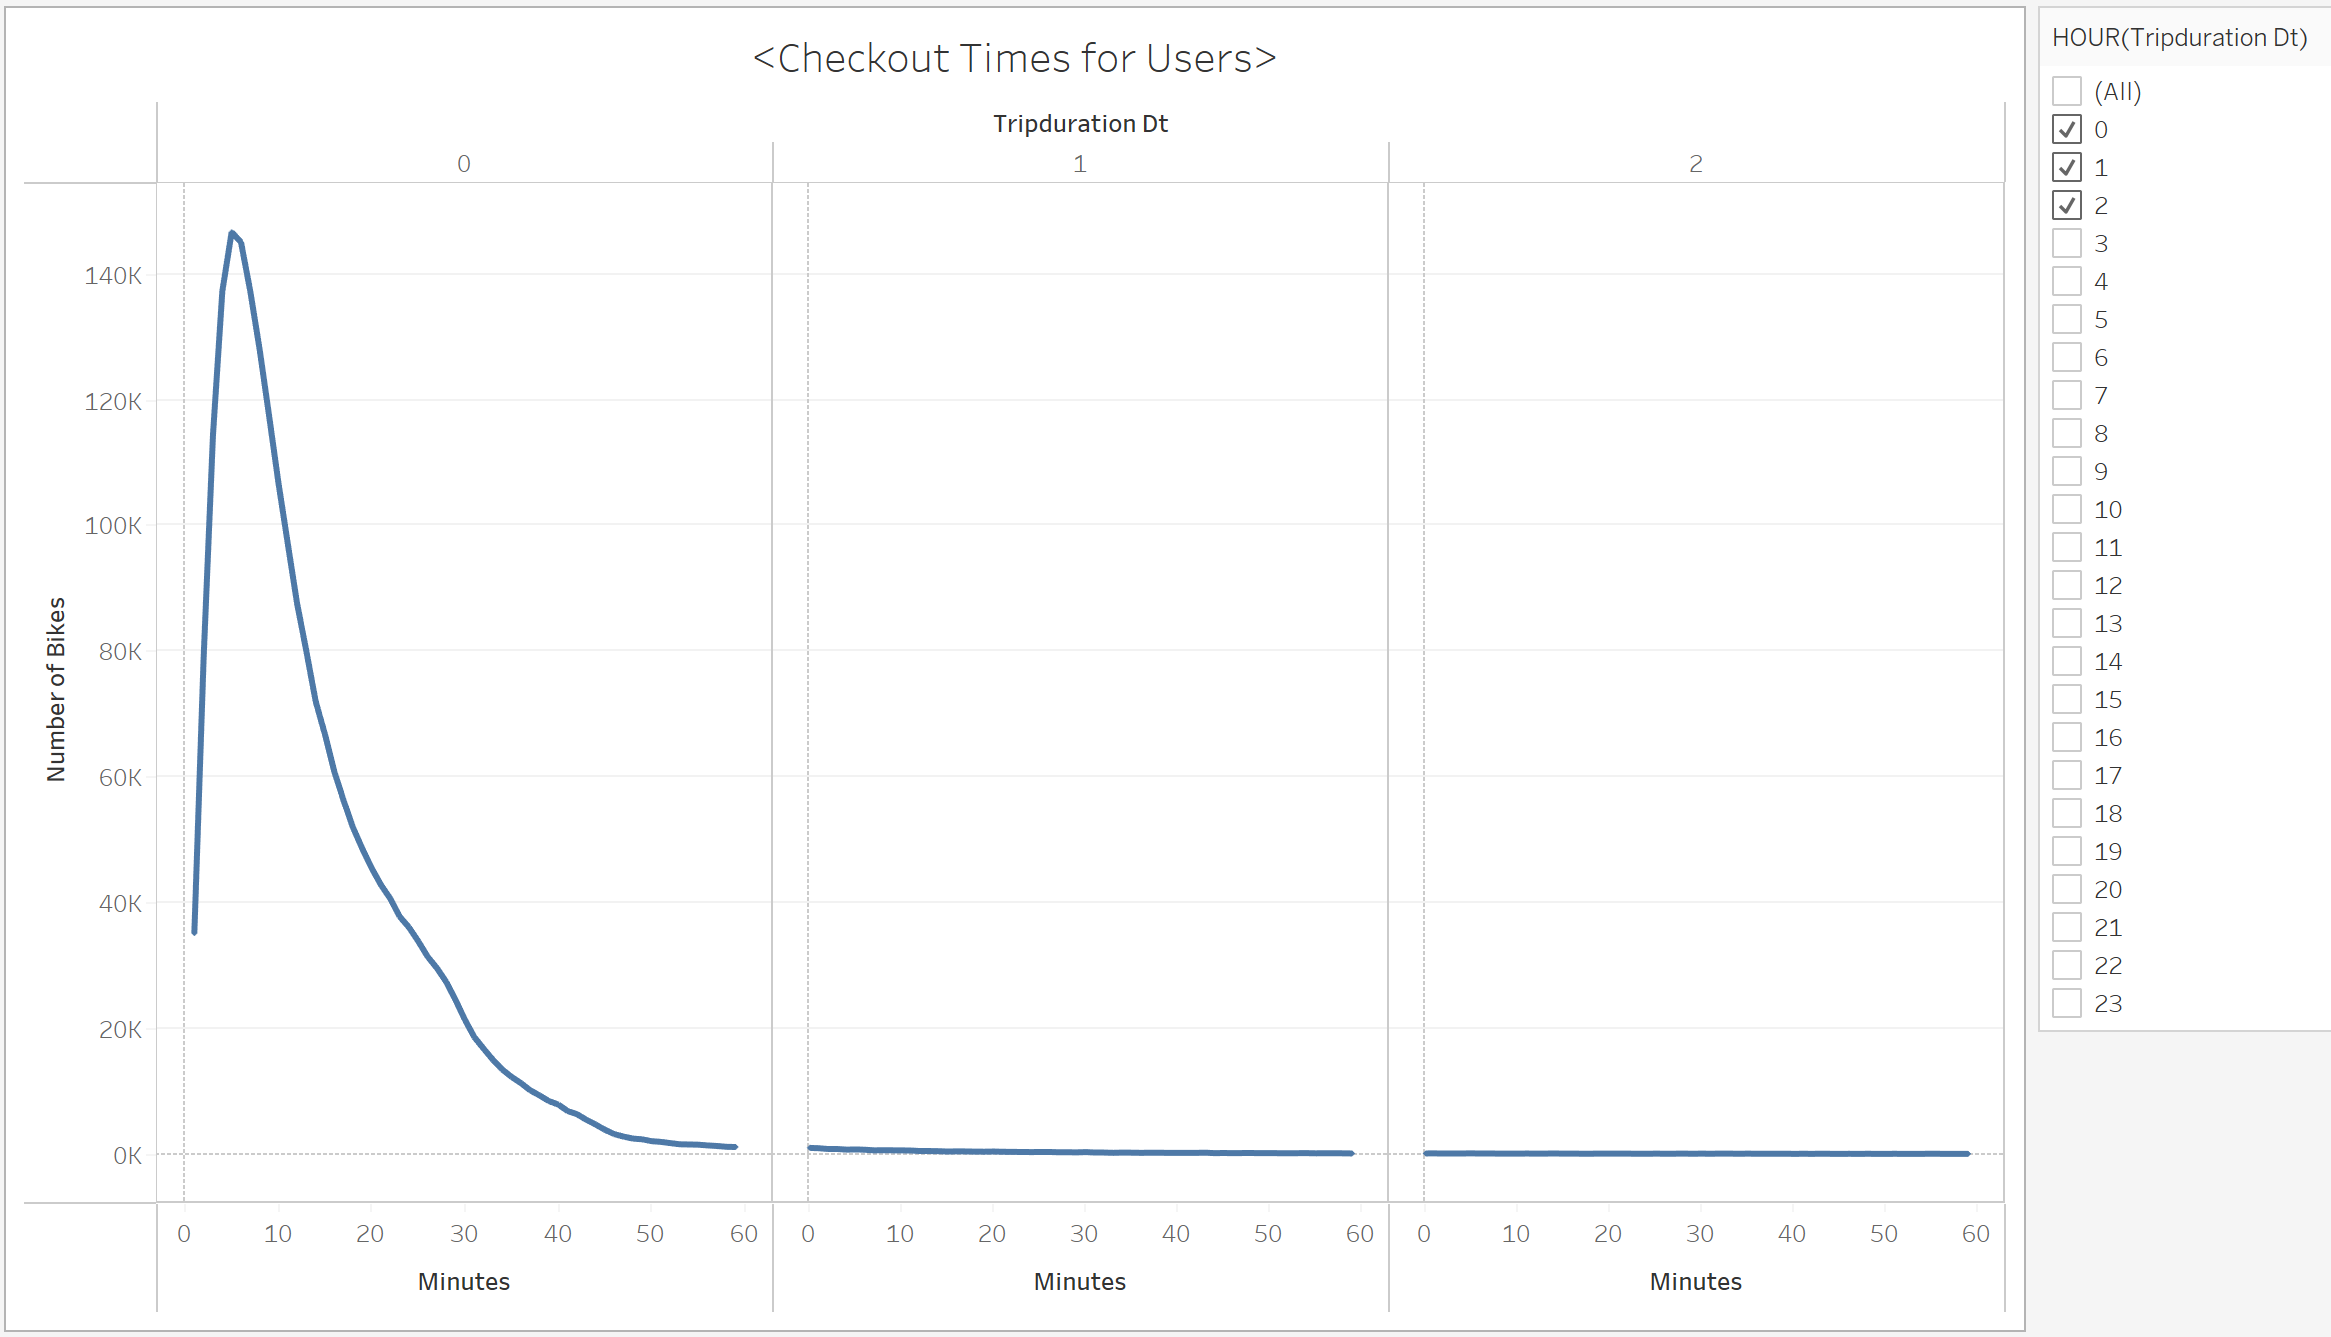 <Checkout Times for Users>
Tripduration Dt
0 1 2
Number of Bikes
140K
120K
100K
80K
60K
40K
20K
0K
0 10 20 30 40 50 60 0 10 20 30 40 50 60 0 10 20 30 40 50 60
Minutes Minutes Minutes
HOUR(Tripduration Dt)
(All)
0
1
2
3
4
5
6
7
8
9
10
11
12
13
14
15
16
17
18
19
20
21
22
23